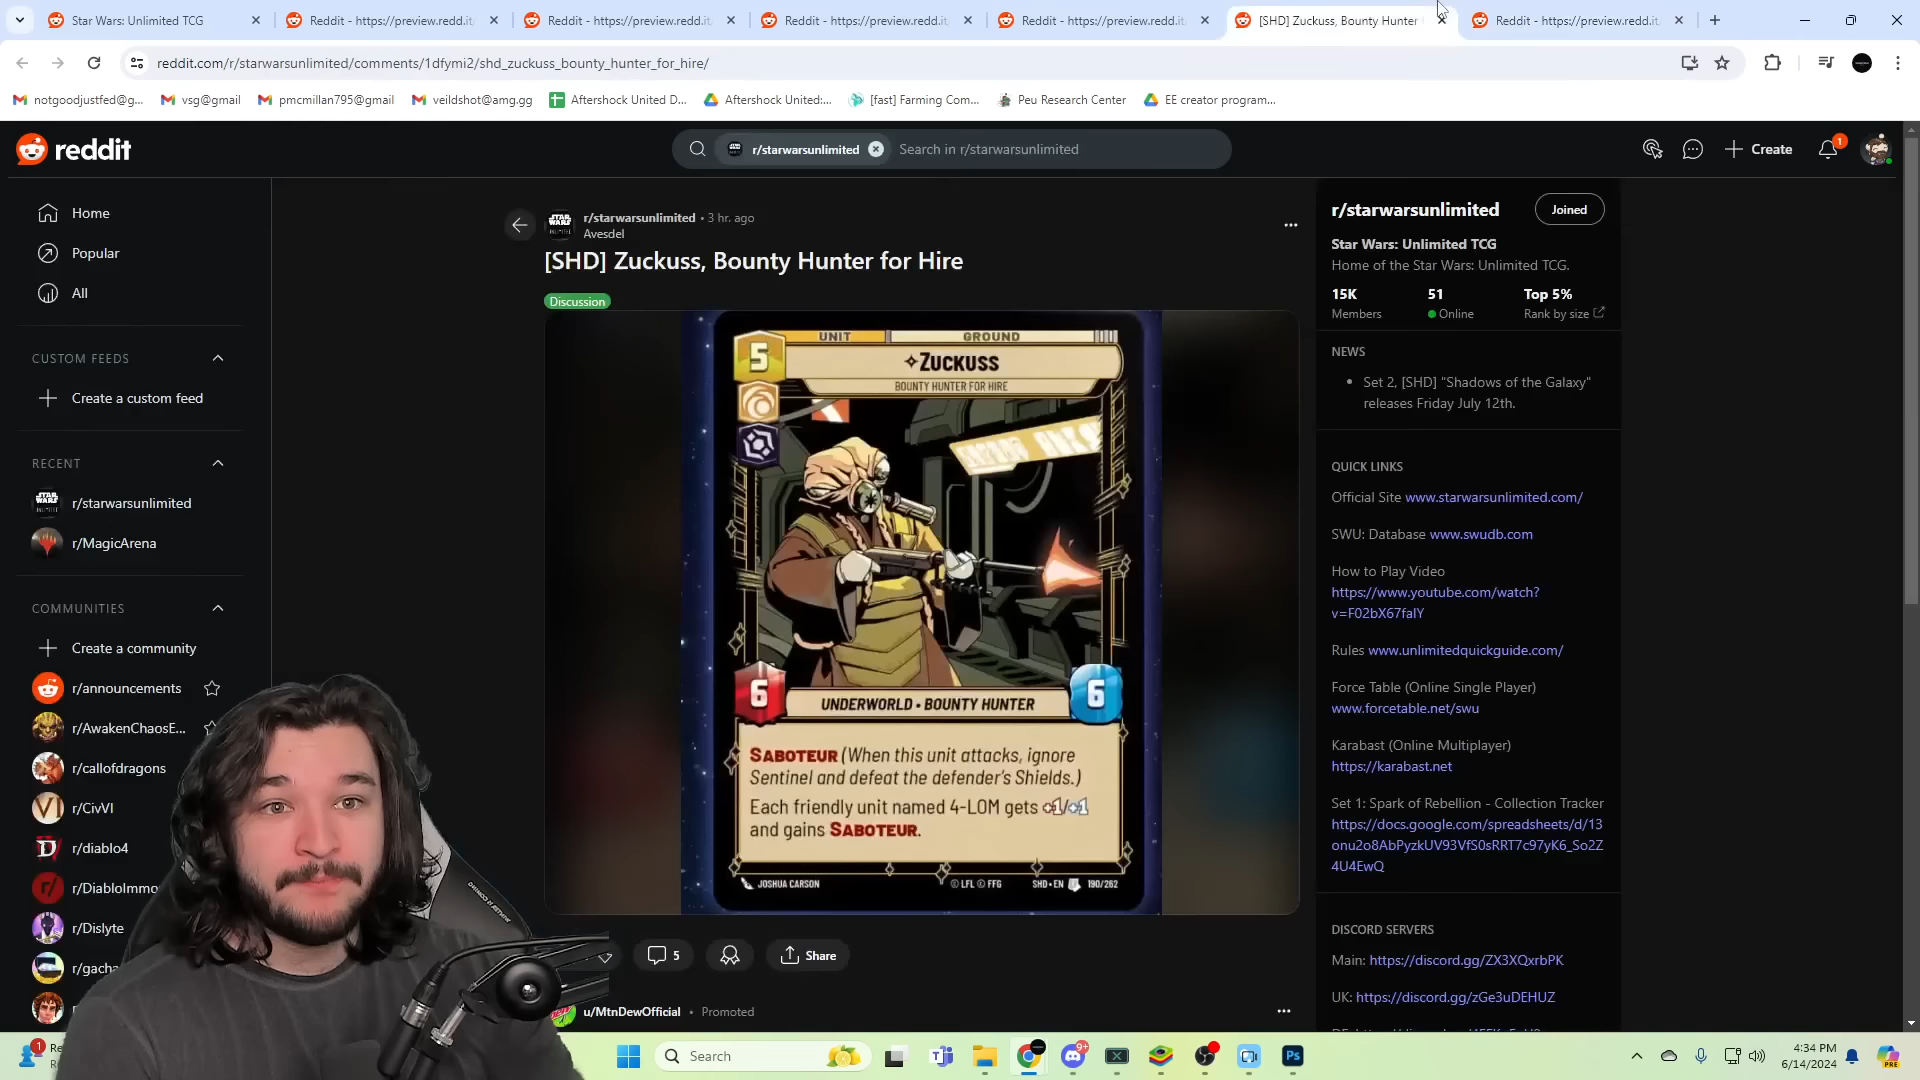 Star Wars: Unlimited TCG
Reddit - https://preview.redd.it.
Reddit - https://preview.redd.it.
Reddit - https://preview.redd.it.
Reddit - https://preview.redd.it.
[SHD] Zuckuss, Bounty Hunter
Reddit - https://preview.redd.it.
reddit.com/r/starwarsunlimited/comments/1dfymi2/shd_zuckuss_bounty_hunter_for_hire/
notgoodjustfed@g...
vsg@gmail
pmcmillan795@gmail
veildshot@amg.gg
Aftershock United D...
Aftershock United:...
[fast] Farming Com...
Peu Research Center
EE creator program...
reddit
r/starwarsunlimited
Search in r/starwarsunlimited
Create
1
Home
Popular
All
CUSTOM FEEDS
Create a custom feed
RECENT
r/starwarsunlimited
r/MagicArena
COMMUNITIES
Create a community
r/announcements
r/AwakenChaosE...
r/callofdragons
r/CivVI
r/diablo4
r/DiabloImmo
r/Dislyte
r/gacha
r/starwarsunlimited • 3 hr. ago
Avesdel
[SHD] Zuckuss, Bounty Hunter for Hire
Discussion
UNIT
GROUND
5
ZUCKUSS
BOUNTY HUNTER FOR HIRE
6
6
UNDERWORLD • BOUNTY HUNTER
SABOTEUR (When this unit attacks, ignore
Sentinel and defeat the defender's Shields.)
Each friendly unit named 4-LOM gets +1/+1
and gains SABOTEUR.
JOSHUA CARSON
© LFL © FFG
SHD • EN
190/262
5
Share
u/MtnDewOfficial • Promoted
r/starwarsunlimited
Joined
Star Wars: Unlimited TCG
Home of the Star Wars: Unlimited TCG.
15K
51
Top 5%
Members
Online
Rank by size
NEWS
• Set 2, [SHD] "Shadows of the Galaxy"
releases Friday July 12th.
QUICK LINKS
Official Site www.starwarsunlimited.com/
SWU: Database www.swudb.com
How to Play Video
https://www.youtube.com/watch?
v=F02bX67faIY
Rules www.unlimitedquickguide.com/
Force Table (Online Single Player)
www.forcetable.net/swu
Karabast (Online Multiplayer)
https://karabast.net
Set 1: Spark of Rebellion - Collection Tracker
https://docs.google.com/spreadsheets/d/13
onu2o8AbPyzkUV93VfS0sRRT7c97yK6_So2Z
4U4EwQ
DISCORD SERVERS
Main: https://discord.gg/ZX3XQxrbPK
UK: https://discord.gg/zGe3uDEHUZ
1
Search
9+
Ps
4:34 PM
6/14/2024
PRE